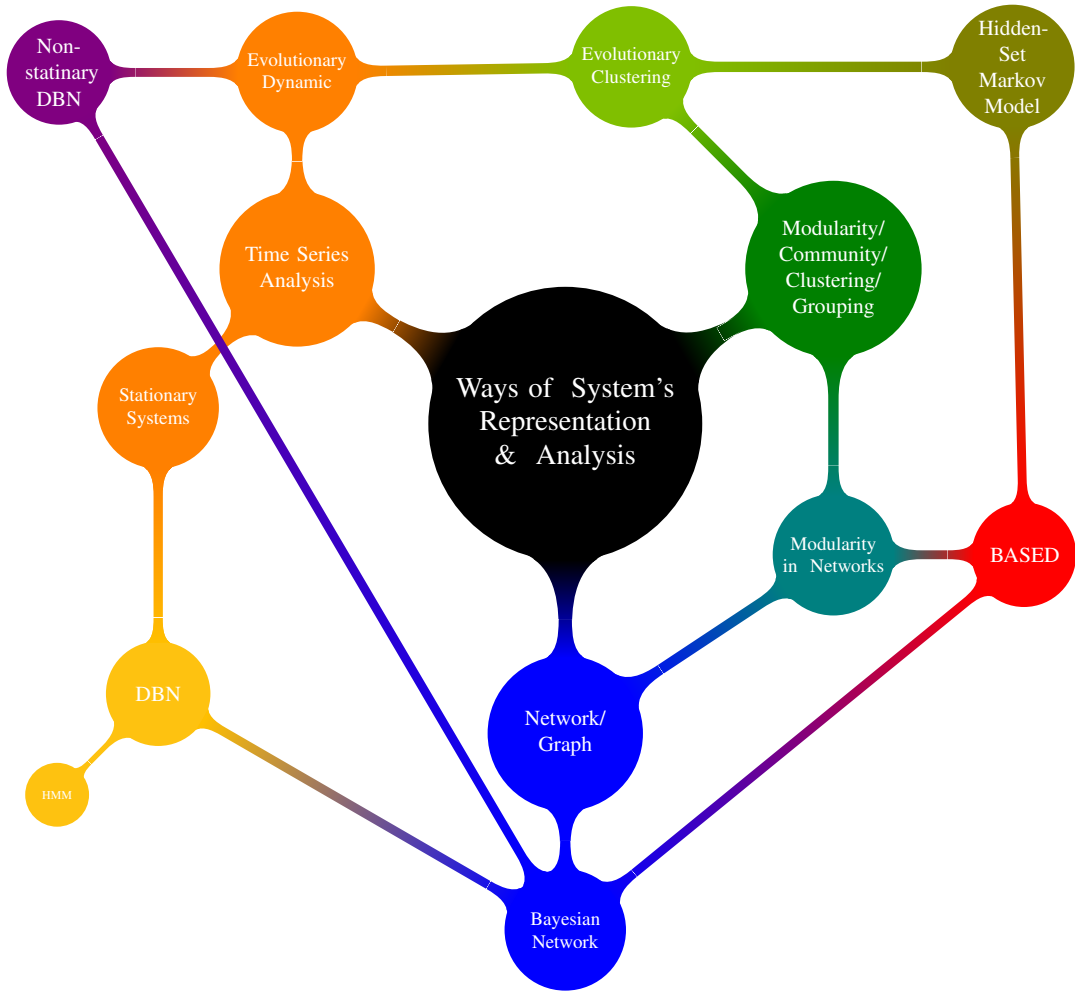 Non-
statinary
DBN
Evolutionary
Dynamic
Evolutionary
Clustering
Hidden-
Set
Markov
Model
Time Series
Analysis
Modularity/
Community/
Clustering/
Grouping
Ways of System's
Representation
& Analysis
Stationary
Systems
Modularity
in Networks
BASED
DBN
Network/
Graph
HMM
Bayesian
Network